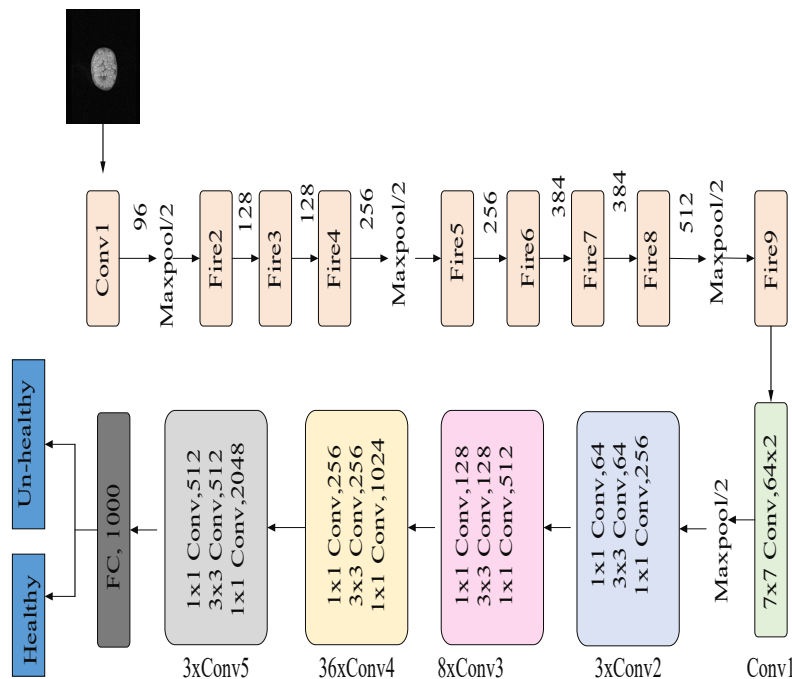 Conv1
96
Maxpool/2
Fire2
128
Fire3
128
Fire4
256
Maxpool/2
Fire5
256
Fire6
384
Fire7
384
Fire8
512
Maxpool/2
Fire9
7x7 Conv,64x2
Conv1
Maxpool/2
1x1 Conv,64
3x3 Conv,64
1x1 Conv,256
3xConv2
1x1 Conv,128
3x3 Conv,128
1x1 Conv,512
8xConv3
1x1 Conv,256
3x3 Conv,256
1x1 Conv,1024
36xConv4
1x1 Conv,512
3x3 Conv,512
1x1 Conv,2048
3xConv5
FC, 1000
Un-healthy
Healthy